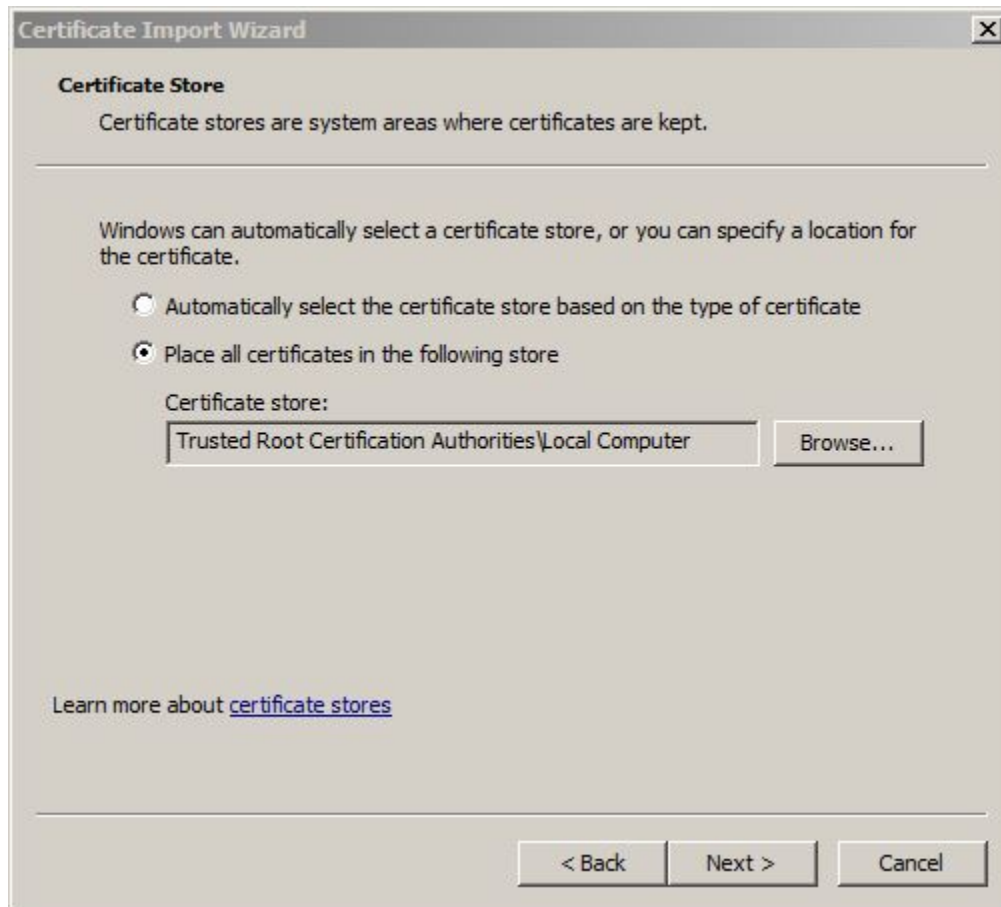 Certificate Import Wizard
Certificate Store
Certificate stores are system areas where certificates are kept.
Windows can automatically select a certificate store, or you can specify a location for
the certificate.
Automatically select the certificate store based on the type of certificate
Place all certificates in the following store
Certificate store:
Trusted Root Certification Authorities\Local Computer
Browse...
Learn more about certificate stores
< Back Next > Cancel